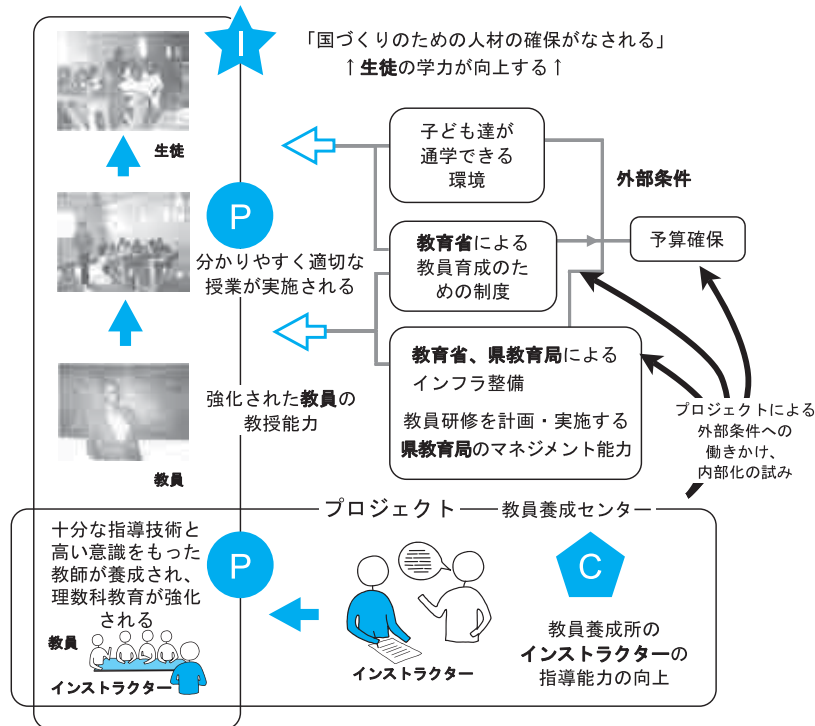 I
「国づくりのための人材の確保がなされる」
↑生徒の学力が向上する↑
生徒
子ども達が
通学できる
環境
外部条件
P
分かりやすく適切な
授業が実施される
教育省による
教員育成のた
めの制度
予算確保
教育省、県教育局による
インフラ整備
教員研修を計画・実施する
県教育局のマネジメント能力
強化された教員の
教授能力
教員
プロジェクトによる
外部条件への
働きかけ、
内部化の試み
プロジェクト
教員養成センター
十分な指導技術と
高い意識をもった
教師が養成され、
理数科教育が強化
される
P
教員
インストラクター
インストラクター
C
教員養成所の
インストラクターの
指導能力の向上